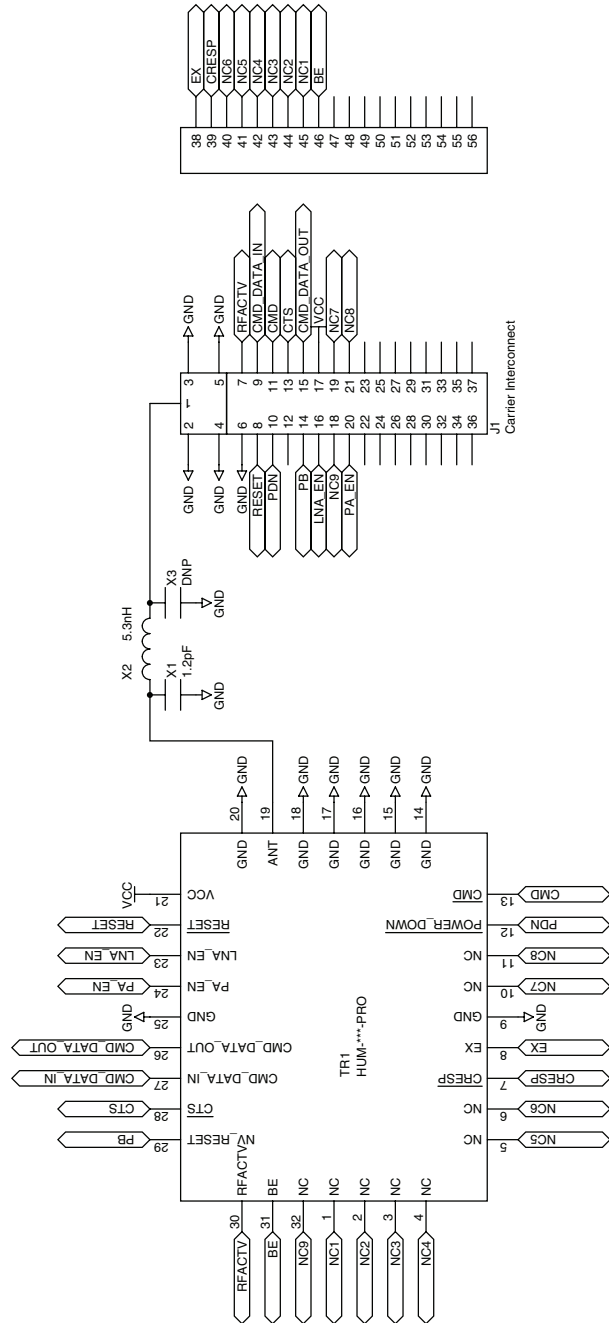 38 EX
39 CRESP
40 NC6
41 NC5
42 NC4
43 NC3
44 NC2
45 NC1
46 BE
47
48
49
50
51
52
53
54
55
56
GND 2 3 GND
1
GND 4 5 GND
GND 6 7 RFACTV
RESET 8 9 CMD_DATA_IN
PDN 10 11 CMD
12 13 CTS
PB 14 15 CMD_DATA_OUT
LNA_EN 16 17 VCC
NC9 18 19 NC7
PA_EN 20 21 NC8
22 23
24 25
26 27
28 29
30 31
32 33
34 35
36 37
J1
Carrier Interconnect
X2 5.3nH
X1
1.2pF
GND
X3
DNP
GND
GND 20 GND
ANT 19
GND 18 GND
GND 17 GND
GND 16 GND
GND 15 GND
GND 14 GND
VCC 21 VCC
RESET 22 RESET
LNA_EN 23 LNA_EN
PA_EN 24 PA_EN
GND 25 GND
CMD_DATA_OUT 26 CMD_DATA_OUT
CMD_DATA_IN 27 CMD_DATA_IN
CTS 28 CTS
PB 29 NV_RESET
TR1
HUM-***-PRO
CMD 13 CMD
POWER_DOWN 12 PDN
NC 11 NC8
NC 10 NC7
GND 9 GND
EX 8 EX
CRESP 7 CRESP
NC 6 NC6
NC 5 NC5
RFACTV 30 RFACTV
BE 31 BE
NC9 32 NC
NC1 1 NC
NC2 2 NC
NC3 3 NC
NC4 4 NC